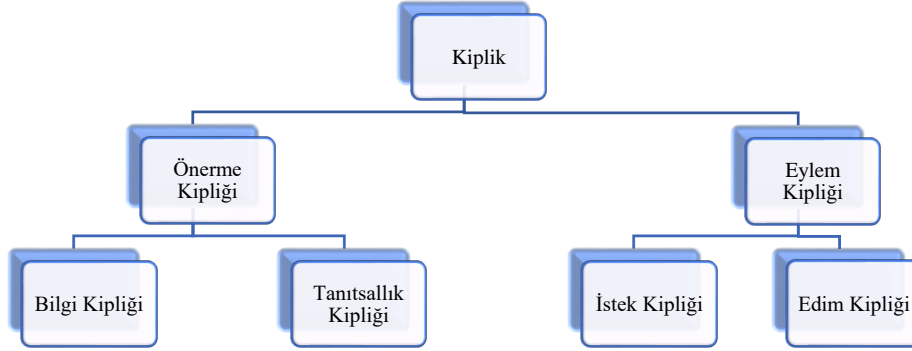 Kiplik
Önerme
Kipliği
Eylem
Kipliği
Bilgi Kipliği
Tanıtsallık
Kipliği
İstek Kipliği
Edim Kipliği